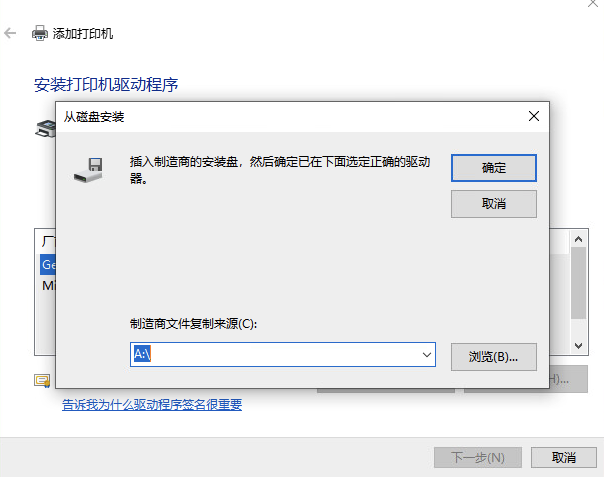 添加打印机
安装打印机驱动程序
从磁盘安装
插入制造商的安装盘，然后确定已在下面选定正确的驱动
器。
确定
取消
厂
Ge
Mi
制造商文件复制来源(C):
A:\
浏览(B)...
H)...
告诉我为什么驱动程序签名很重要
下一步(N)
取消